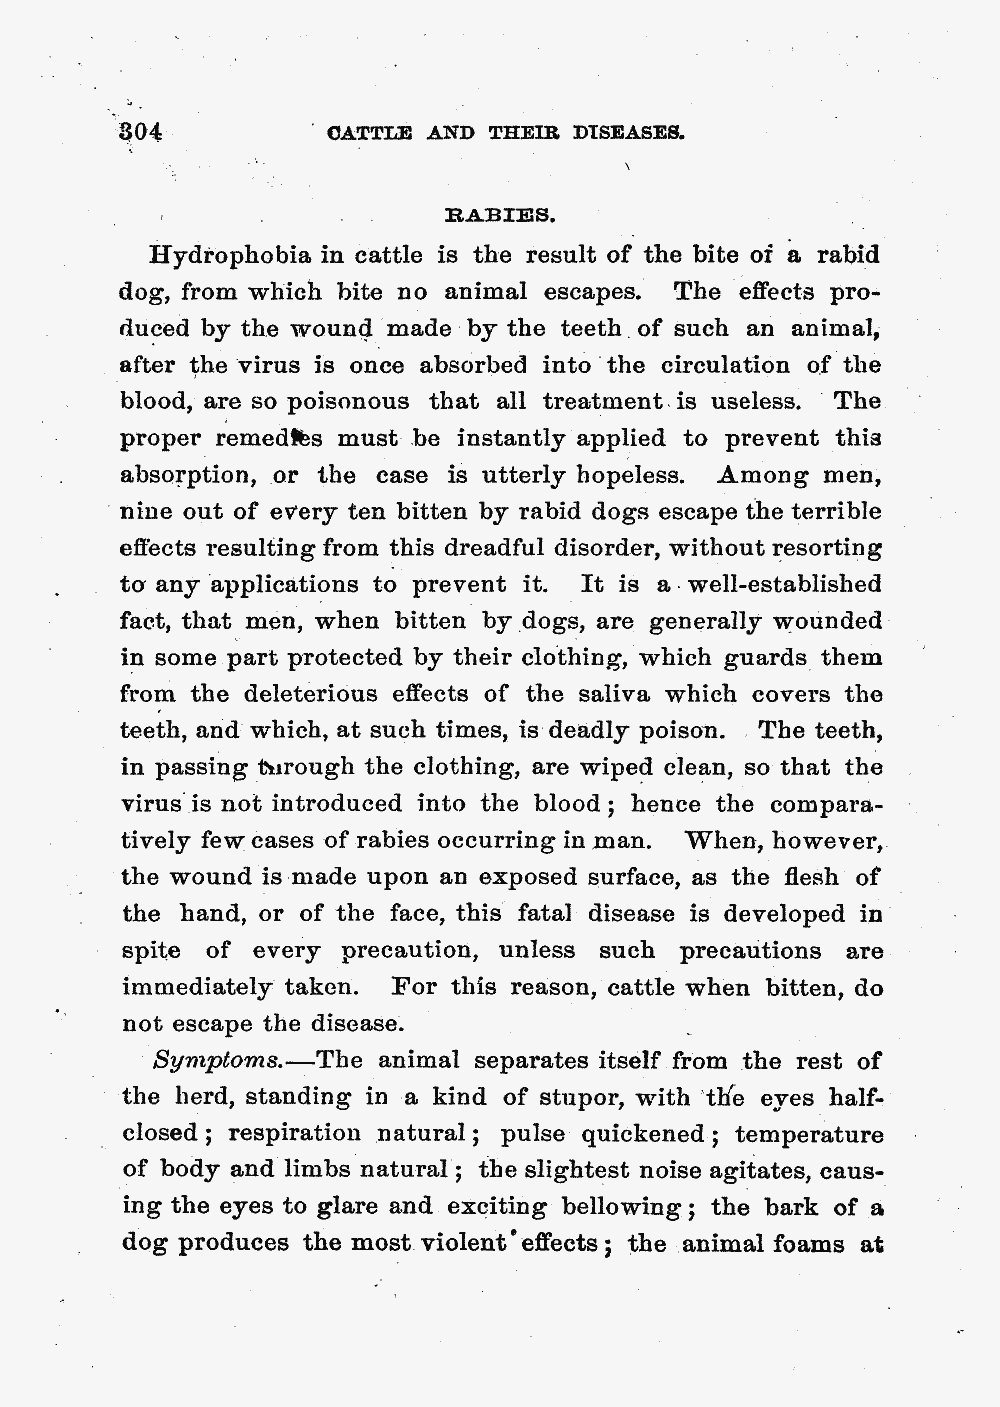 304 CATTLE AND THEIR DISEASES.
RABIES.
Hydrophobia in cattle is the result of the bite of a rabid
dog, from which bite no animal escapes. The effects pro-
duced by the wound made by the teeth of such an animal,
after the virus is once absorbed into the circulation of the
blood, are so poisonous that all treatment is useless. The
proper remedies must be instantly applied to prevent this
absorption, or the case is utterly hopeless. Among men,
nine out of every ten bitten by rabid dogs escape the terrible
effects resulting from this dreadful disorder, without resorting
to any applications to prevent it. It is a well-established
fact, that men, when bitten by dogs, are generally wounded
in some part protected by their clothing, which guards them
from the deleterious effects of the saliva which covers the
teeth, and which, at such times, is deadly poison. The teeth,
in passing through the clothing, are wiped clean, so that the
virus is not introduced into the blood; hence the compara-
tively few cases of rabies occurring in man. When, however,
the wound is made upon an exposed surface, as the flesh of
the hand, or of the face, this fatal disease is developed in
spite of every precaution, unless such precautions are
immediately taken. For this reason, cattle when bitten, do
not escape the disease.
Symptoms.—The animal separates itself from the rest of
the herd, standing in a kind of stupor, with the eyes half-
closed; respiration natural; pulse quickened; temperature
of body and limbs natural; the slightest noise agitates, caus-
ing the eyes to glare and exciting bellowing; the bark of a
dog produces the most violent effects; the animal foams at